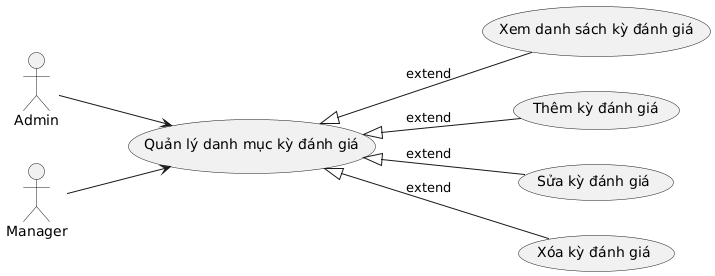 Xem danh sách kỳ đánh giá
extend
Admin
Thêm kỳ đánh giá
extend
Quản lý danh mục kỳ đánh giá
extend
Sửa kỳ đánh giá
extend
Manager
Xóa kỳ đánh giá